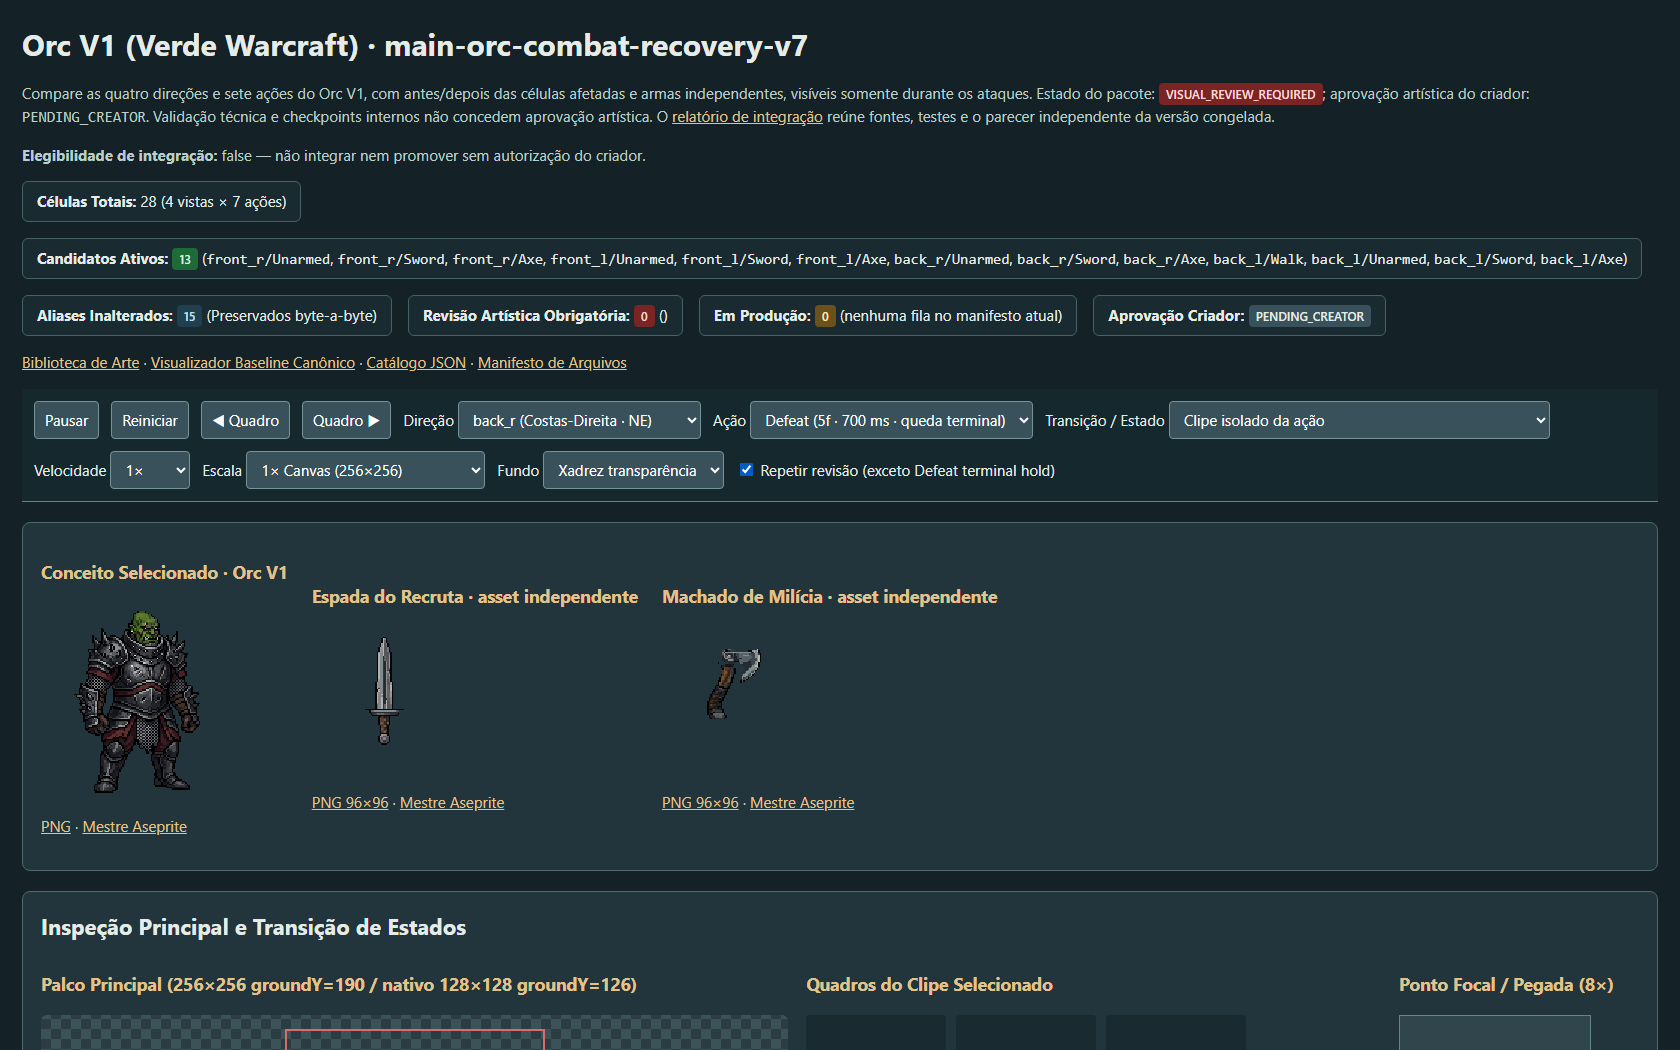 Orc V1 (Verde Warcraft) · main-orc-combat-recovery-v7
Compare as quatro direções e sete ações do Orc V1, com antes/depois das células afetadas e armas independentes, visíveis somente durante os ataques. Estado do pacote: VISUAL_REVIEW_REQUIRED; aprovação artística do criador:
PENDING_CREATOR. Validação técnica e checkpoints internos não concedem aprovação artística. O relatório de integração reúne fontes, testes e o parecer independente da versão congelada.
Elegibilidade de integração: false — não integrar nem promover sem autorização do criador.
Células Totais: 28 (4 vistas × 7 ações)
Candidatos Ativos: 13 (front_r/Unarmed, front_r/Sword, front_r/Axe, front_l/Unarmed, front_l/Sword, front_l/Axe, back_r/Unarmed, back_r/Sword, back_r/Axe, back_l/Walk, back_l/Unarmed, back_l/Sword, back_l/Axe)
Aliases Inalterados: 15 (Preservados byte-a-byte) Revisão Artística Obrigatória: 0 () Em Produção: 0 (nenhuma fila no manifesto atual) Aprovação Criador: PENDING_CREATOR
Biblioteca de Arte · Visualizador Baseline Canônico · Catálogo JSON · Manifesto de Arquivos
Pausar Reiniciar ◀ Quadro Quadro ▶ Direção back_r (Costas-Direita · NE) Ação Defeat (5f · 700 ms · queda terminal) Transição / Estado Clipe isolado da ação
Velocidade 1× Escala 1× Canvas (256×256) Fundo Xadrez transparência Repetir revisão (exceto Defeat terminal hold)
Conceito Selecionado · Orc V1
Espada do Recruta · asset independente Machado de Milícia · asset independente
PNG 96×96 · Mestre Aseprite PNG 96×96 · Mestre Aseprite
PNG · Mestre Aseprite
Inspeção Principal e Transição de Estados
Palco Principal (256×256 groundY=190 / nativo 128×128 groundY=126) Quadros do Clipe Selecionado Ponto Focal / Pegada (8×)